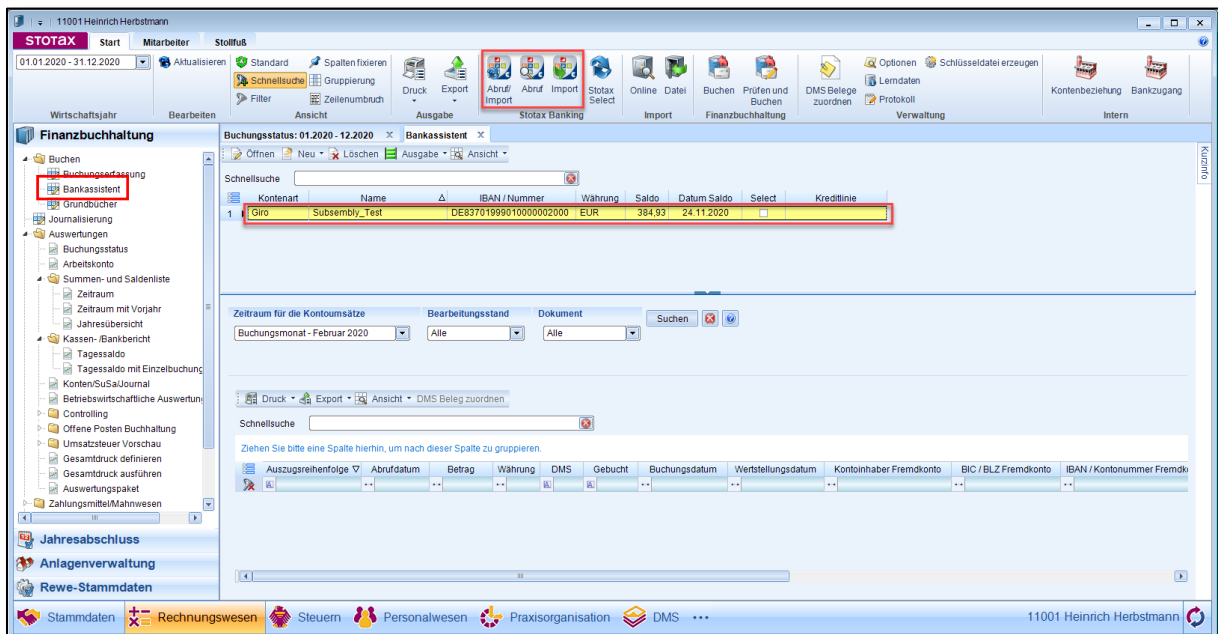 11001 Heinrich Herbstmann
STOTAX Start Mitarbeiter Stollfuß
01.01.2020 - 31.12.2020 Aktualisieren
Standard Spalten fixieren
Schnellsuche Gruppierung
Filter Zeilenumbruch
Druck Export
Abruf/ Import Abruf Import Stotax Select
Online Datei
Buchen Prüfen und Buchen
DMS Belege zuordnen
Optionen Schlüsseldatei erzeugen
Lerndaten
Protokoll
Kontenbeziehung Bankzugang
Wirtschaftsjahr Bearbeiten Ansicht Ausgabe Stotax Banking Import Finanzbuchhaltung Verwaltung Intern
Finanzbuchhaltung
Buchen
Buchungserfassung
Bankassistent
Grundbücher
Journalisierung
Auswertungen
Buchungsstatus
Arbeitskonto
Summen- und Saldenliste
Zeitraum
Zeitraum mit Vorjahr
Jahresübersicht
Kassen- /Bankbericht
Tagessaldo
Tagessaldo mit Einzelbuchung
Konten/SuSa/Journal
Betriebswirtschaftliche Auswertun
Controlling
Offene Posten Buchhaltung
Umsatzsteuer Vorschau
Gesamtdruck definieren
Gesamtdruck ausführen
Auswertungspaket
Zahlungsmittel/Mahnwesen
Jahresabschluss
Anlagenverwaltung
Rewe-Stammdaten
Buchungsstatus: 01.2020 - 12.2020 Bankassistent
Öffnen Neu Löschen Ausgabe Ansicht
Schnellsuche
Kontenart Name IBAN / Nummer Währung Saldo Datum Saldo Select Kreditlinie
1 Giro Subsembly_Test DE83701999010000002000 EUR 384,93 24.11.2020
Kurzinfo
Zeitraum für die Kontoumsätze Bearbeitungsstand Dokument
Buchungsmonat - Februar 2020 Alle Alle Suchen
Druck Export Ansicht DMS Beleg zuordnen
Schnellsuche
Ziehen Sie bitte eine Spalte hierhin, um nach dieser Spalte zu gruppieren.
Auszugsreihenfolge Abrufdatum Betrag Währung DMS Gebucht Buchungsdatum Wertstellungsdatum Kontoinhaber Fremdkonto BIC / BLZ Fremdkonto IBAN / Kontonummer Fremdk
Stammdaten Rechnungswesen Steuern Personalwesen Praxisorganisation DMS ••• 11001 Heinrich Herbstmann